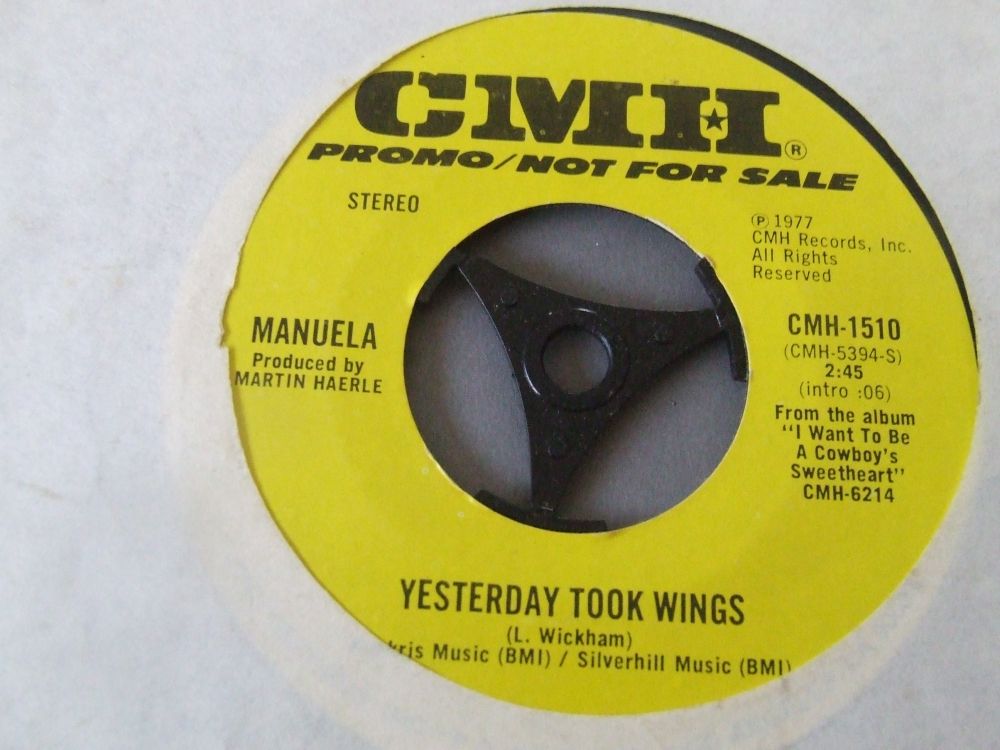 CMH®
PROMO/NOT FOR SALE
STEREO
℗ 1977
CMH Records, Inc.
All Rights
Reserved
MANUELA
Produced by
MARTIN HAERLE
CMH-1510
(CMH-5394-S)
2:45
(intro :06)
From the album
"I Want To Be
A Cowboy's
Sweetheart"
CMH-6214
YESTERDAY TOOK WINGS
(L. Wickham)
Music (BMI) / Silverhill Music (BMI)